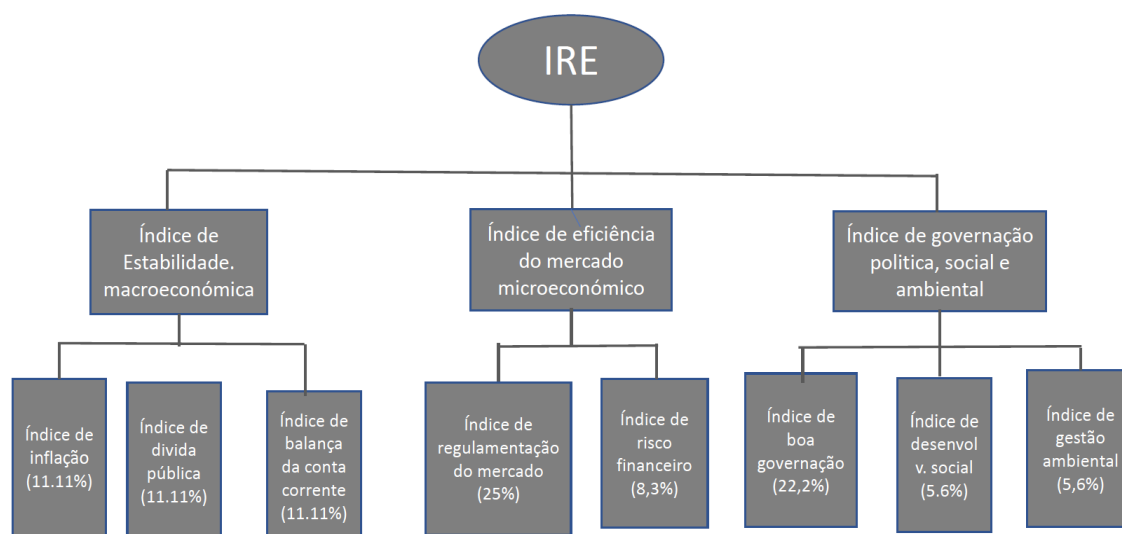 IRE
Índice de
Estabilidade.
macroeconómica
Índice de eficiência
do mercado
microeconómico
Índice de governação
politica, social e
ambiental
Índice de
inflação
(11.11%)
Índice de
divida
pública
(11.11%)
Índice de
balança
da conta
corrente
(11.11%)
Índice de
regulamentação
do mercado
(25%)
Índice de
risco
financeiro
(8,3%)
Índice de
boa
governação
(22,2%)
Índice de
desenvol
v. social
(5.6%)
Índice de
gestão
ambiental
(5,6%)